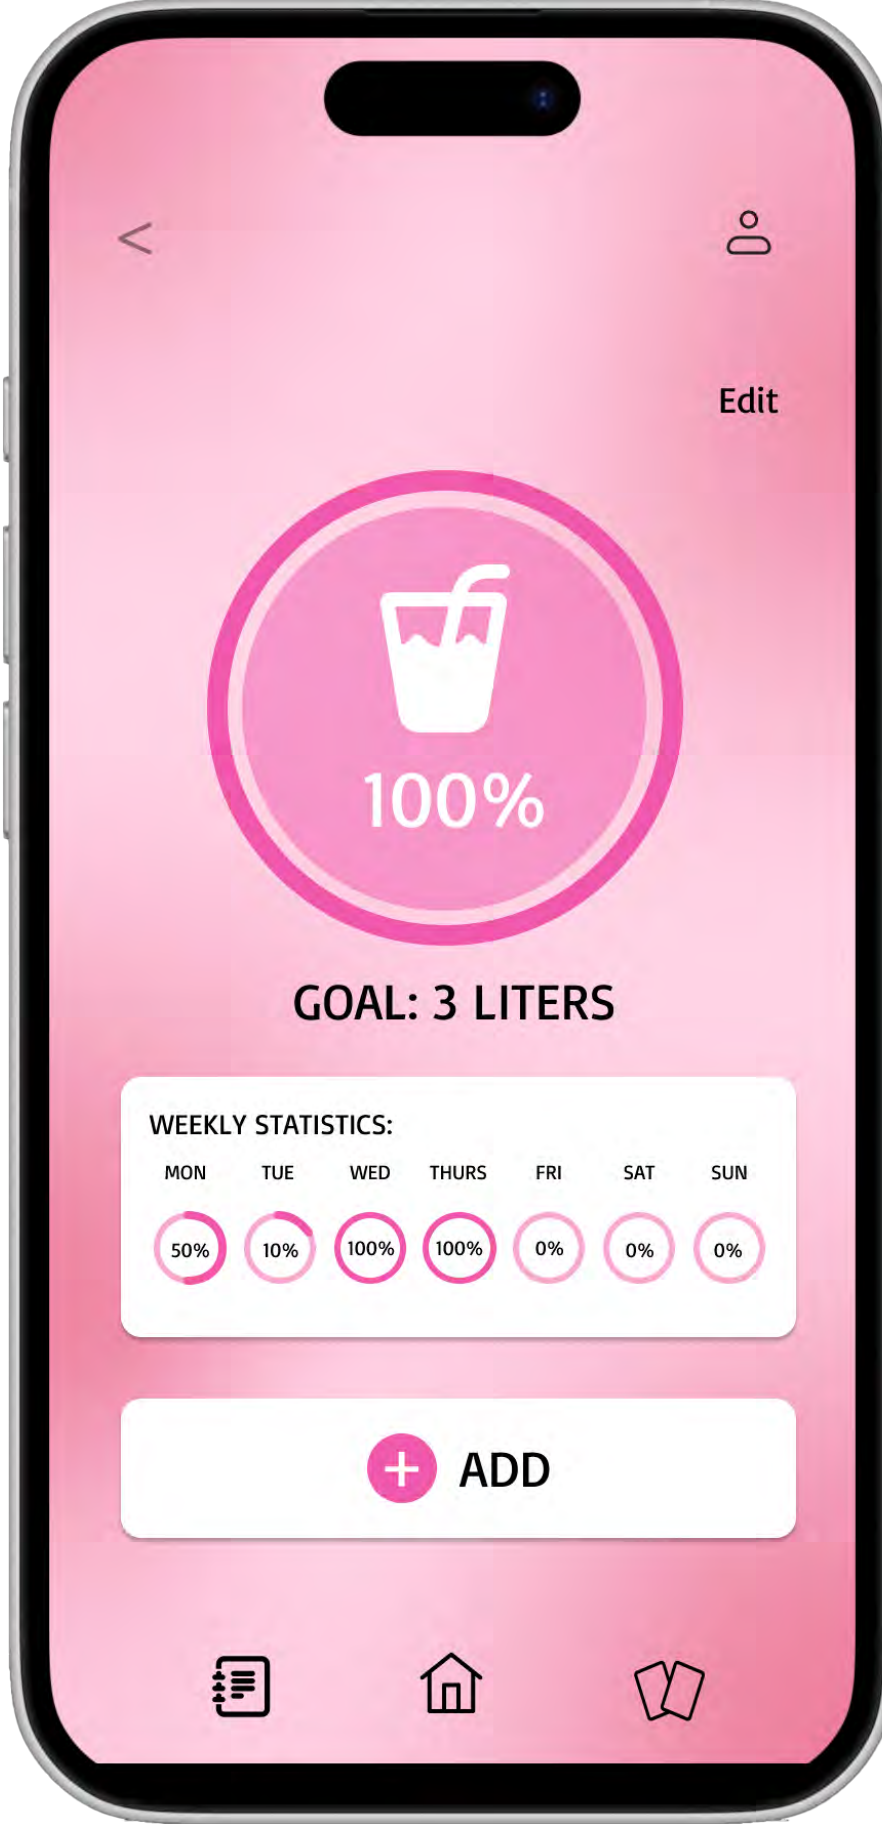 <
Edit
100%
GOAL: 3 LITERS
WEEKLY STATISTICS:
MON TUE WED THURS FRI SAT SUN
50% 10% 100% 100% 0% 0% 0%
+ ADD